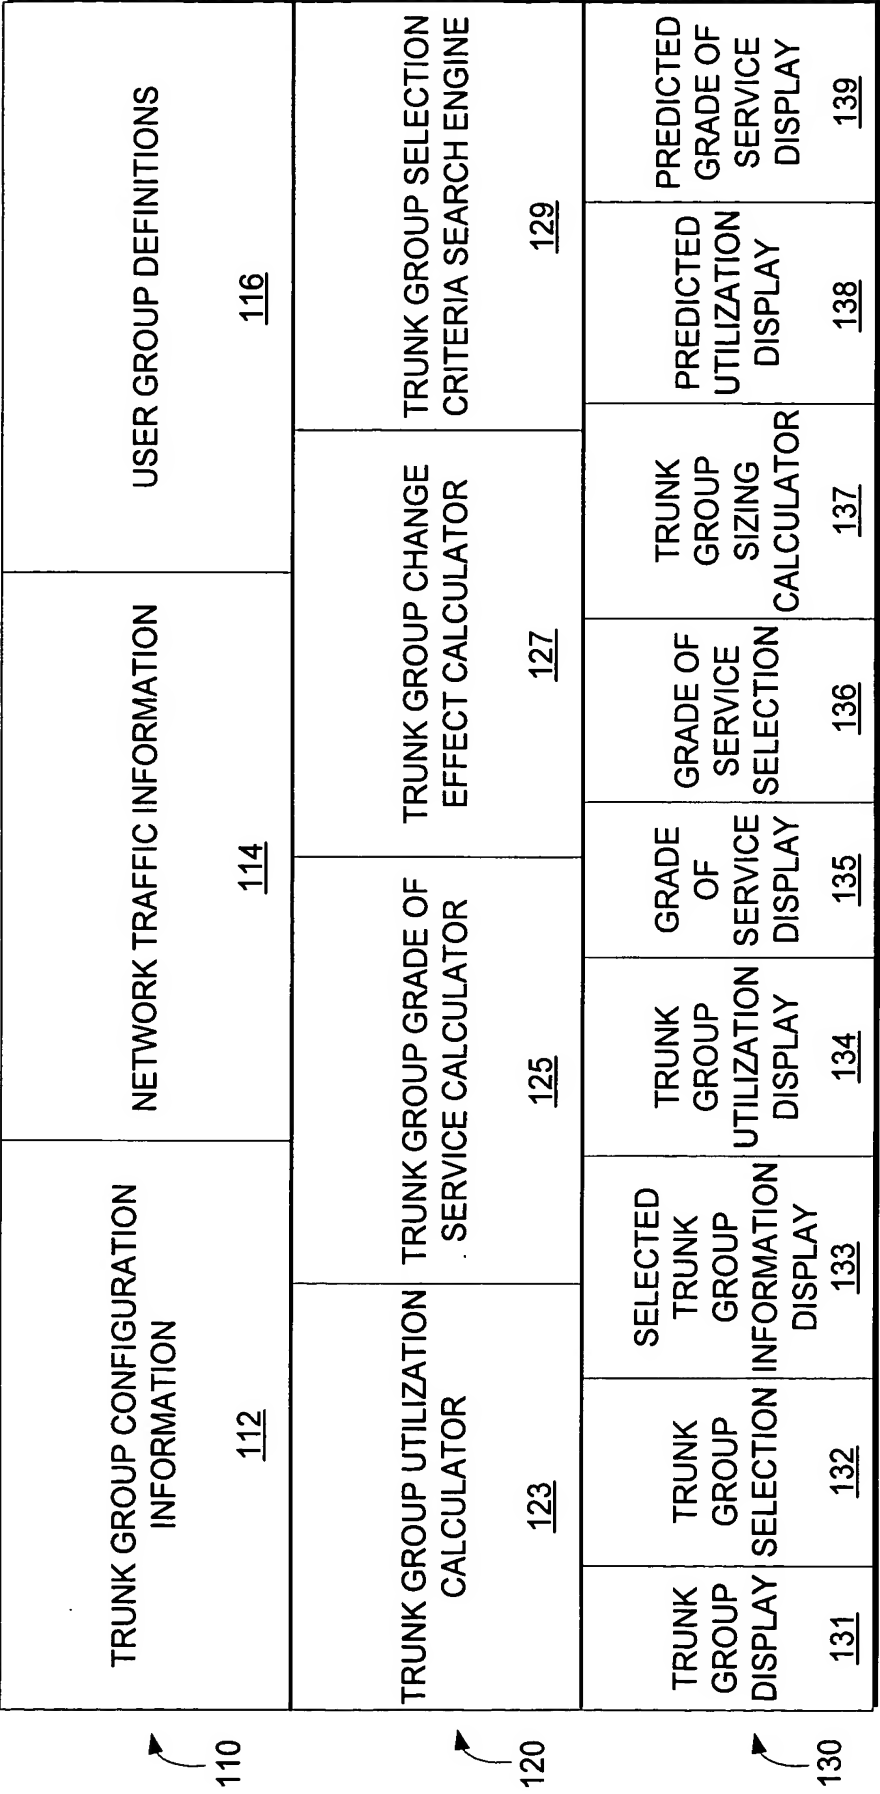 110
TRUNK GROUP CONFIGURATION
INFORMATION
112
NETWORK TRAFFIC INFORMATION
114
USER GROUP DEFINITIONS
116
120
TRUNK GROUP UTILIZATION
CALCULATOR
123
TRUNK GROUP GRADE OF
SERVICE CALCULATOR
125
TRUNK GROUP CHANGE
EFFECT CALCULATOR
127
TRUNK GROUP SELECTION
CRITERIA SEARCH ENGINE
129
130
TRUNK
GROUP
DISPLAY
131
TRUNK
GROUP
SELECTION
132
SELECTED
TRUNK
GROUP
INFORMATION
DISPLAY
133
TRUNK
GROUP
UTILIZATION
DISPLAY
134
GRADE
OF
SERVICE
DISPLAY
135
GRADE OF
SERVICE
SELECTION
136
TRUNK
GROUP
SIZING
CALCULATOR
137
PREDICTED
UTILIZATION
DISPLAY
138
PREDICTED
GRADE OF
SERVICE
DISPLAY
139